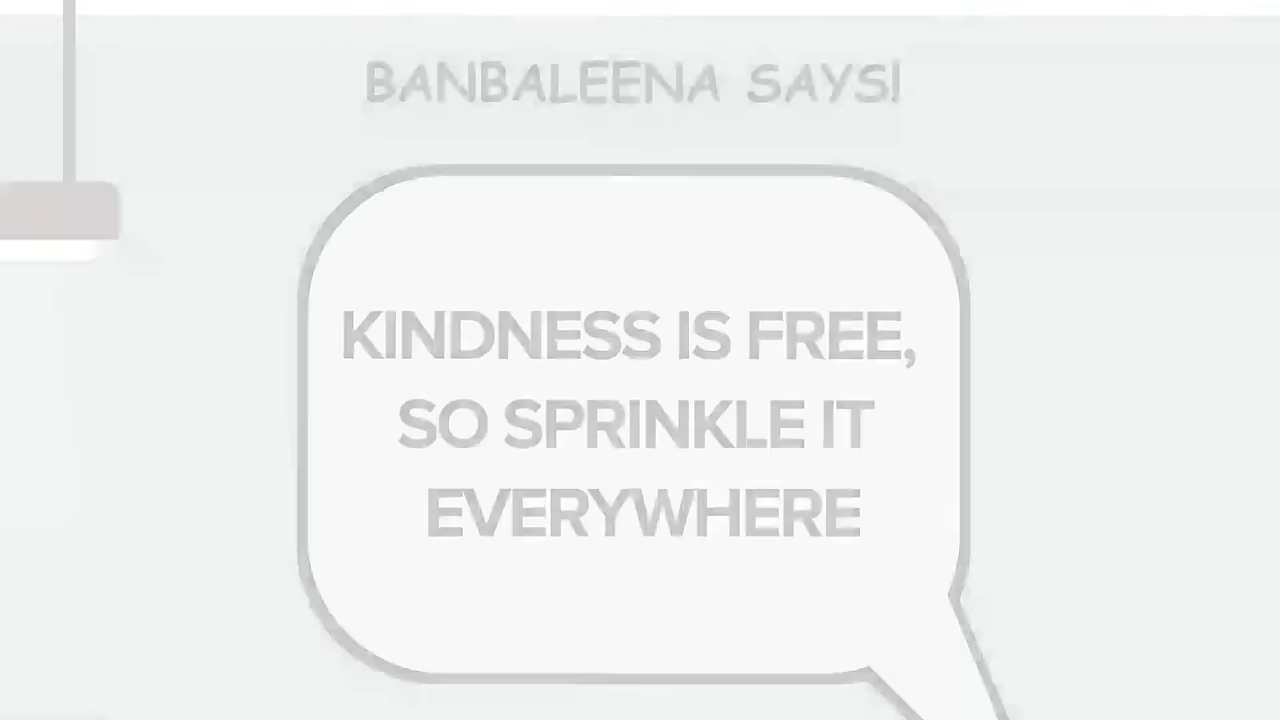 BANBALEENA SAYS!
KINDNESS IS FREE,
SO SPRINKLE IT
EVERYWHERE